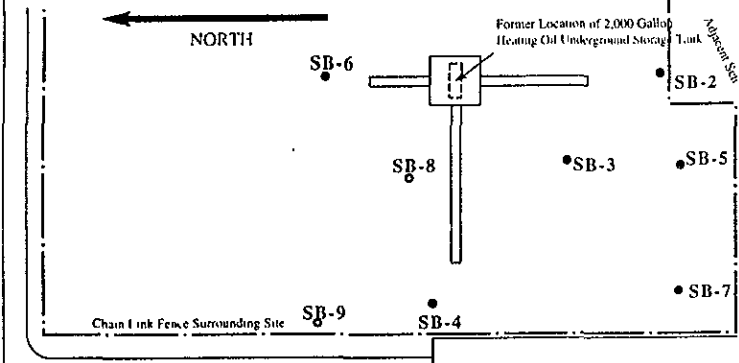 NORTH
Former Location of 2,000 Gallon
Heating Oil Underground Storage Tank
Adjacent
SB-6
SB-2
SB-8
SB-3
SB-5
SB-7
SB-9
SB-4
Chain Link Fence Surrounding Site